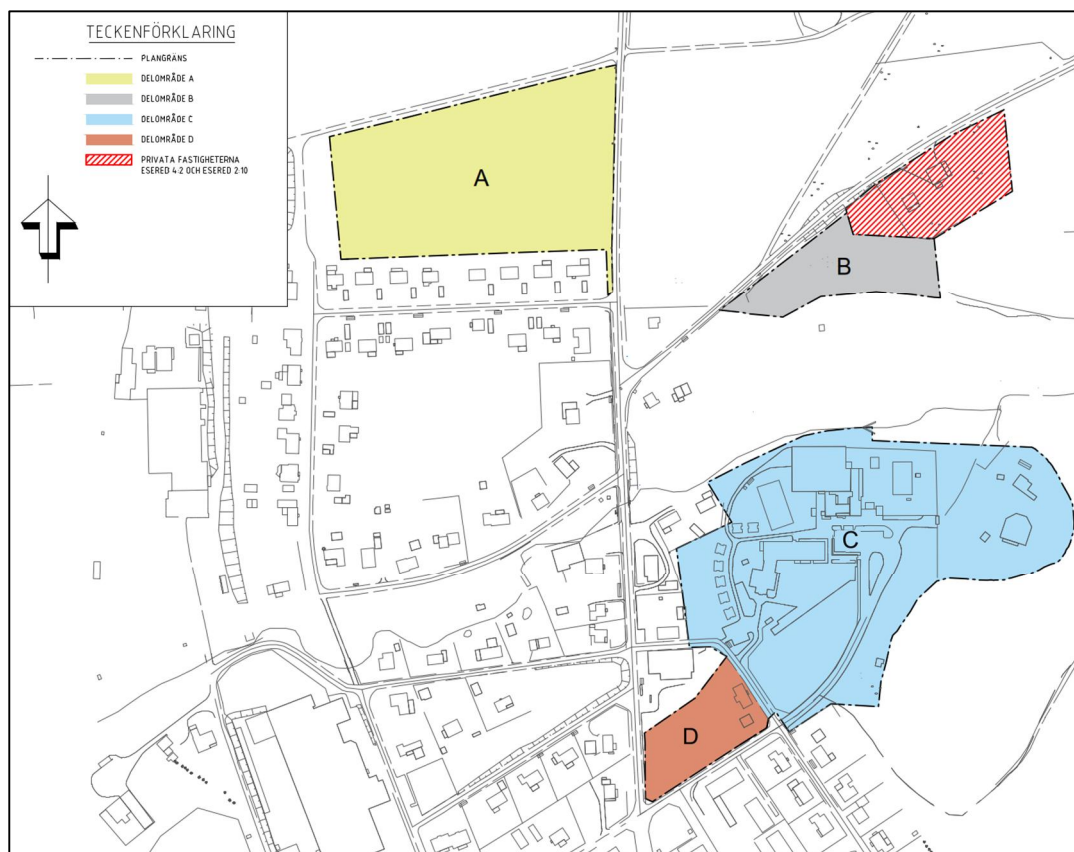 TECKENFÖRKLARING
PLANGRÄNS
DELOMRÅDE A
DELOMRÅDE B
DELOMRÅDE C
DELOMRÅDE D
PRIVATA FASTIGHETERNA
ESERED 4:2 OCH ESERED 2:10
A
B
C
D